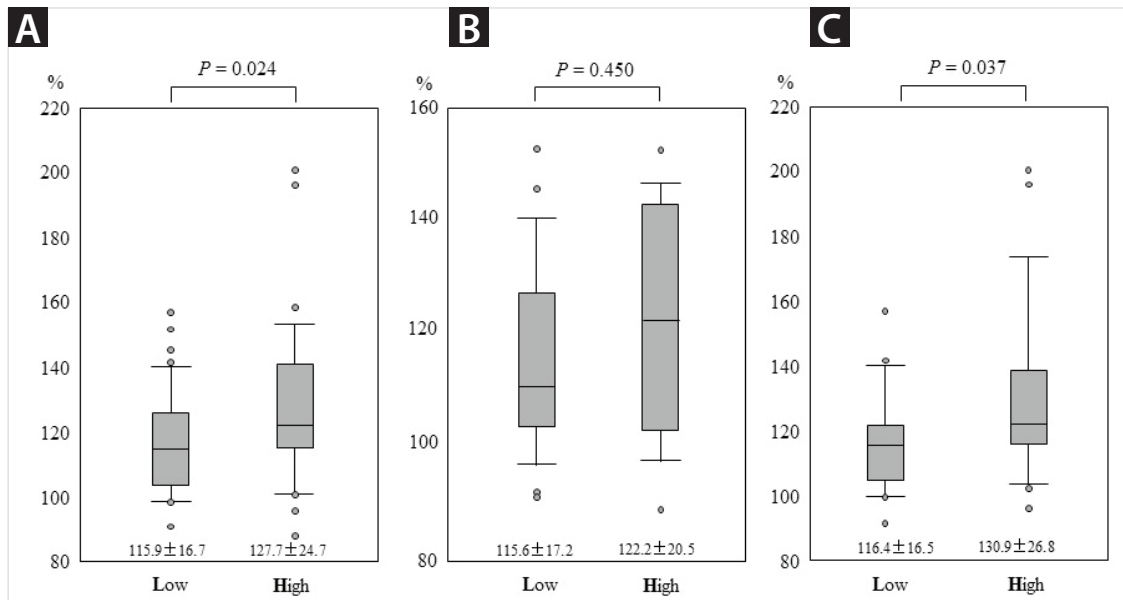 A
P = 0.024
%
220
200
180
160
140
120
100
80
115.9±16.7
127.7±24.7
Low
High
B
P = 0.450
%
160
140
120
100
80
115.6±17.2
122.2±20.5
Low
High
C
P = 0.037
%
220
200
180
160
140
120
100
80
116.4±16.5
130.9±26.8
Low
High